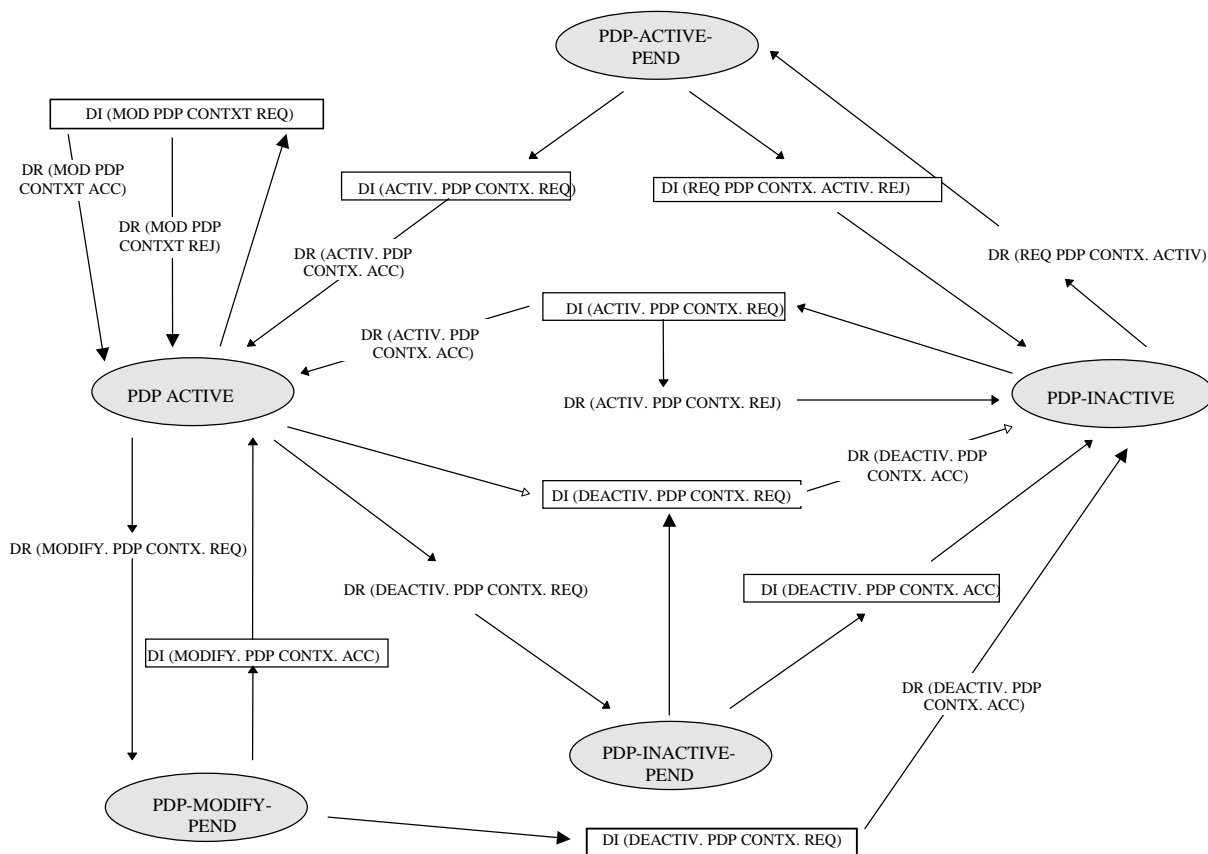 PDP-ACTIVE-
PEND
DI (MOD PDP CONTXT REQ)
DR (MOD PDP
CONTXT ACC)
DI (ACTIV. PDP CONTX. REQ)
DI (REQ PDP CONTX. ACTIV. REJ)
DR (MOD PDP
CONTXT REJ)
DR (ACTIV. PDP
CONTX. ACC)
DR (REQ PDP CONTX. ACTIV)
DI (ACTIV. PDP CONTX. REQ)
DR (ACTIV. PDP
CONTX. ACC)
PDP ACTIVE
DR (ACTIV. PDP CONTX. REJ)
PDP-INACTIVE
DR (DEACTIV. PDP
CONTX. ACC)
DI (DEACTIV. PDP CONTX. REQ)
DR (MODIFY. PDP CONTX. REQ)
DR (DEACTIV. PDP CONTX. REQ)
DI (DEACTIV. PDP CONTX. ACC)
DI (MODIFY. PDP CONTX. ACC)
DR (DEACTIV. PDP
CONTX. ACC)
PDP-INACTIVE-
PEND
PDP-MODIFY-
PEND
DI (DEACTIV. PDP CONTX. REQ)